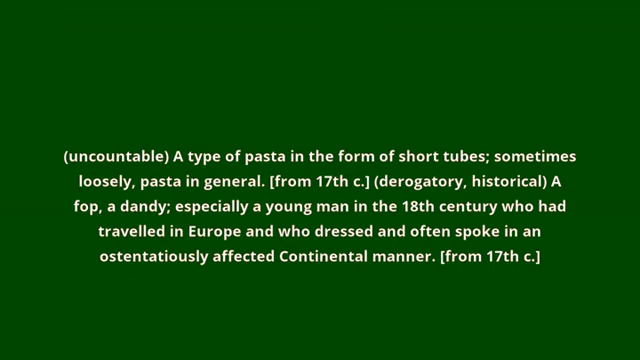 (uncountable) A type of pasta in the form of short tubes; sometimes
loosely, pasta in general. [from 17th c.] (derogatory, historical) A
fop, a dandy; especially a young man in the 18th century who had
travelled in Europe and who dressed and often spoke in an
ostentatiously affected Continental manner. [from 17th c.]